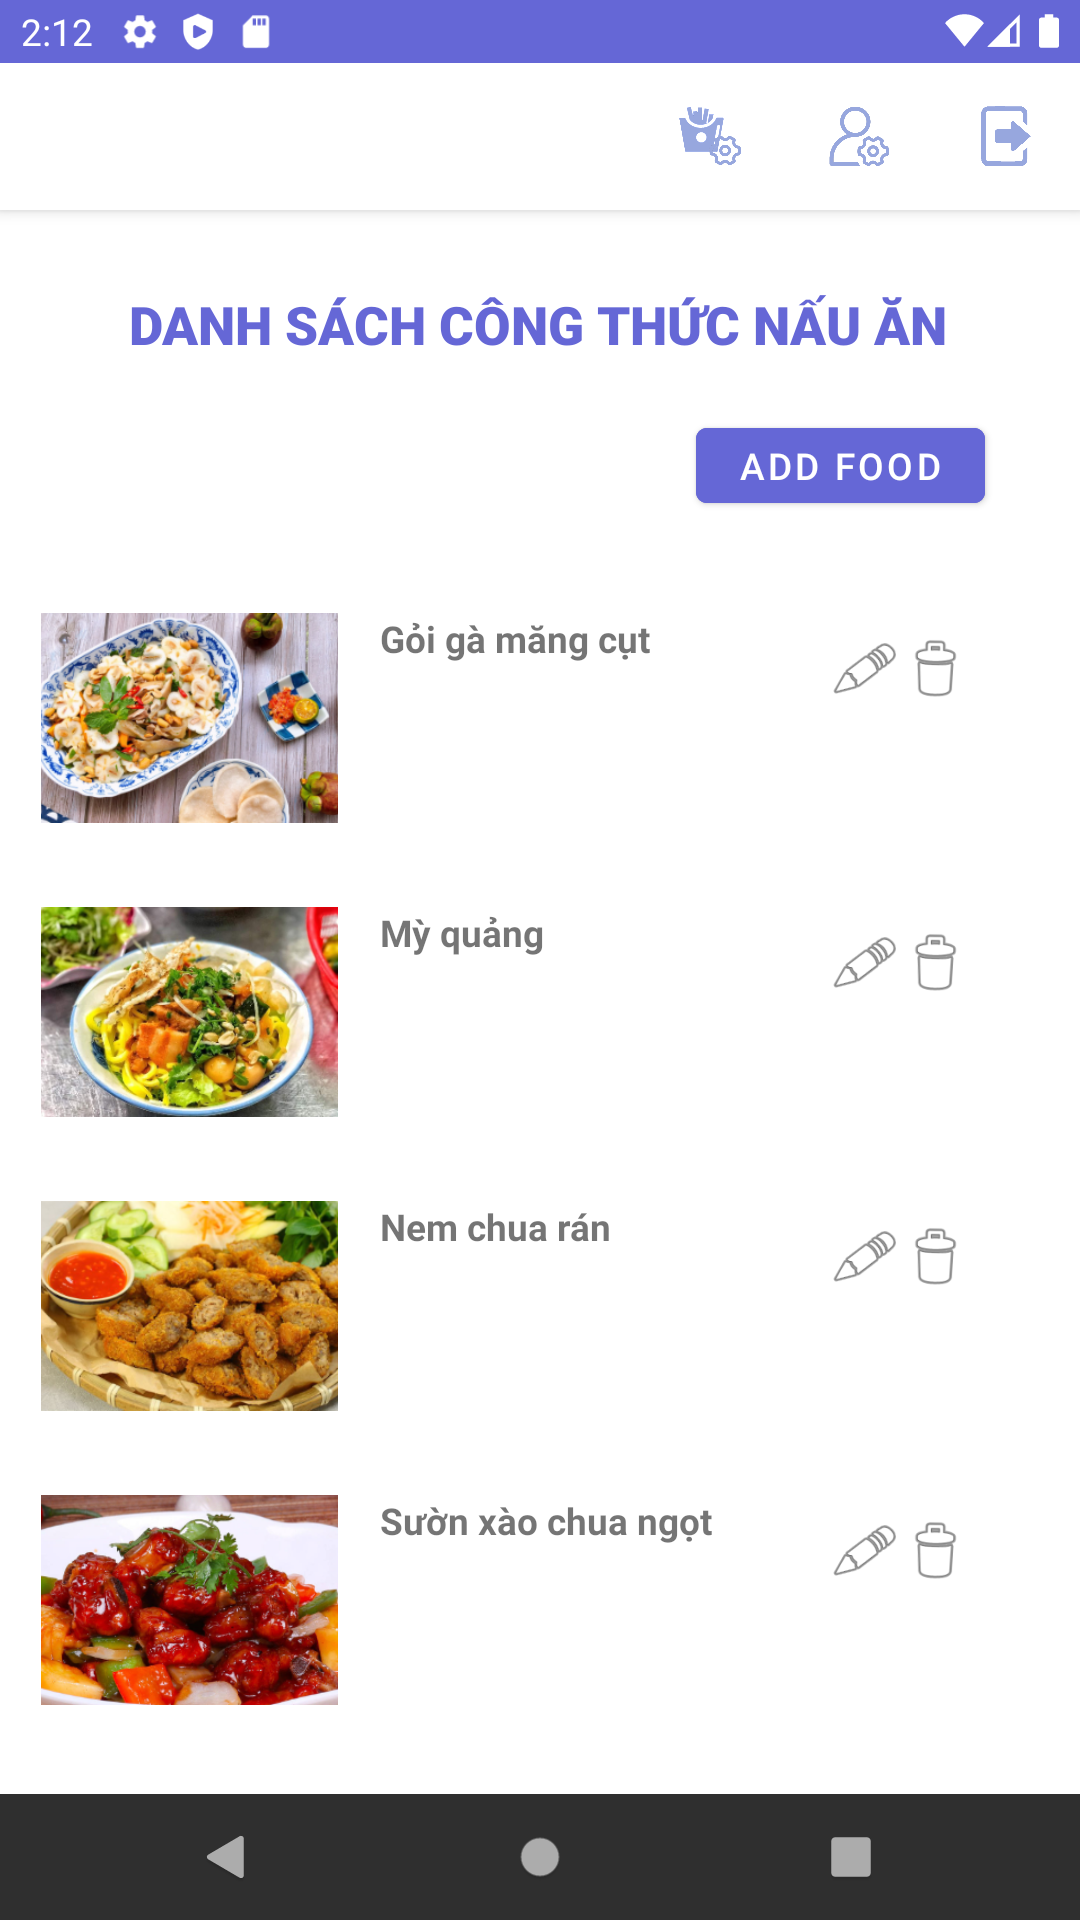 2:12
DANH SÁCH CÔNG THỨC NẤU ĂN
ADD FOOD
Gỏi gà măng cụt
Mỳ quảng
Nem chua rán
Sườn xào chua ngọt